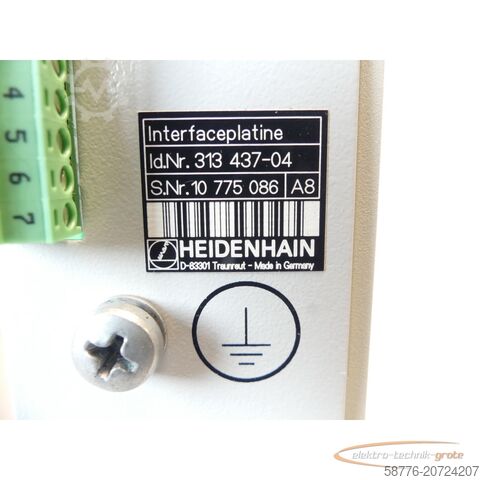 4
5
6
7
Interfaceplatine
Id.Nr. 313 437-04
S.Nr. 10 775 086 A8
HEIDENHAIN
D-83301 Traunreut - Made in Germany
elektro-technik-grote
58776-20724207